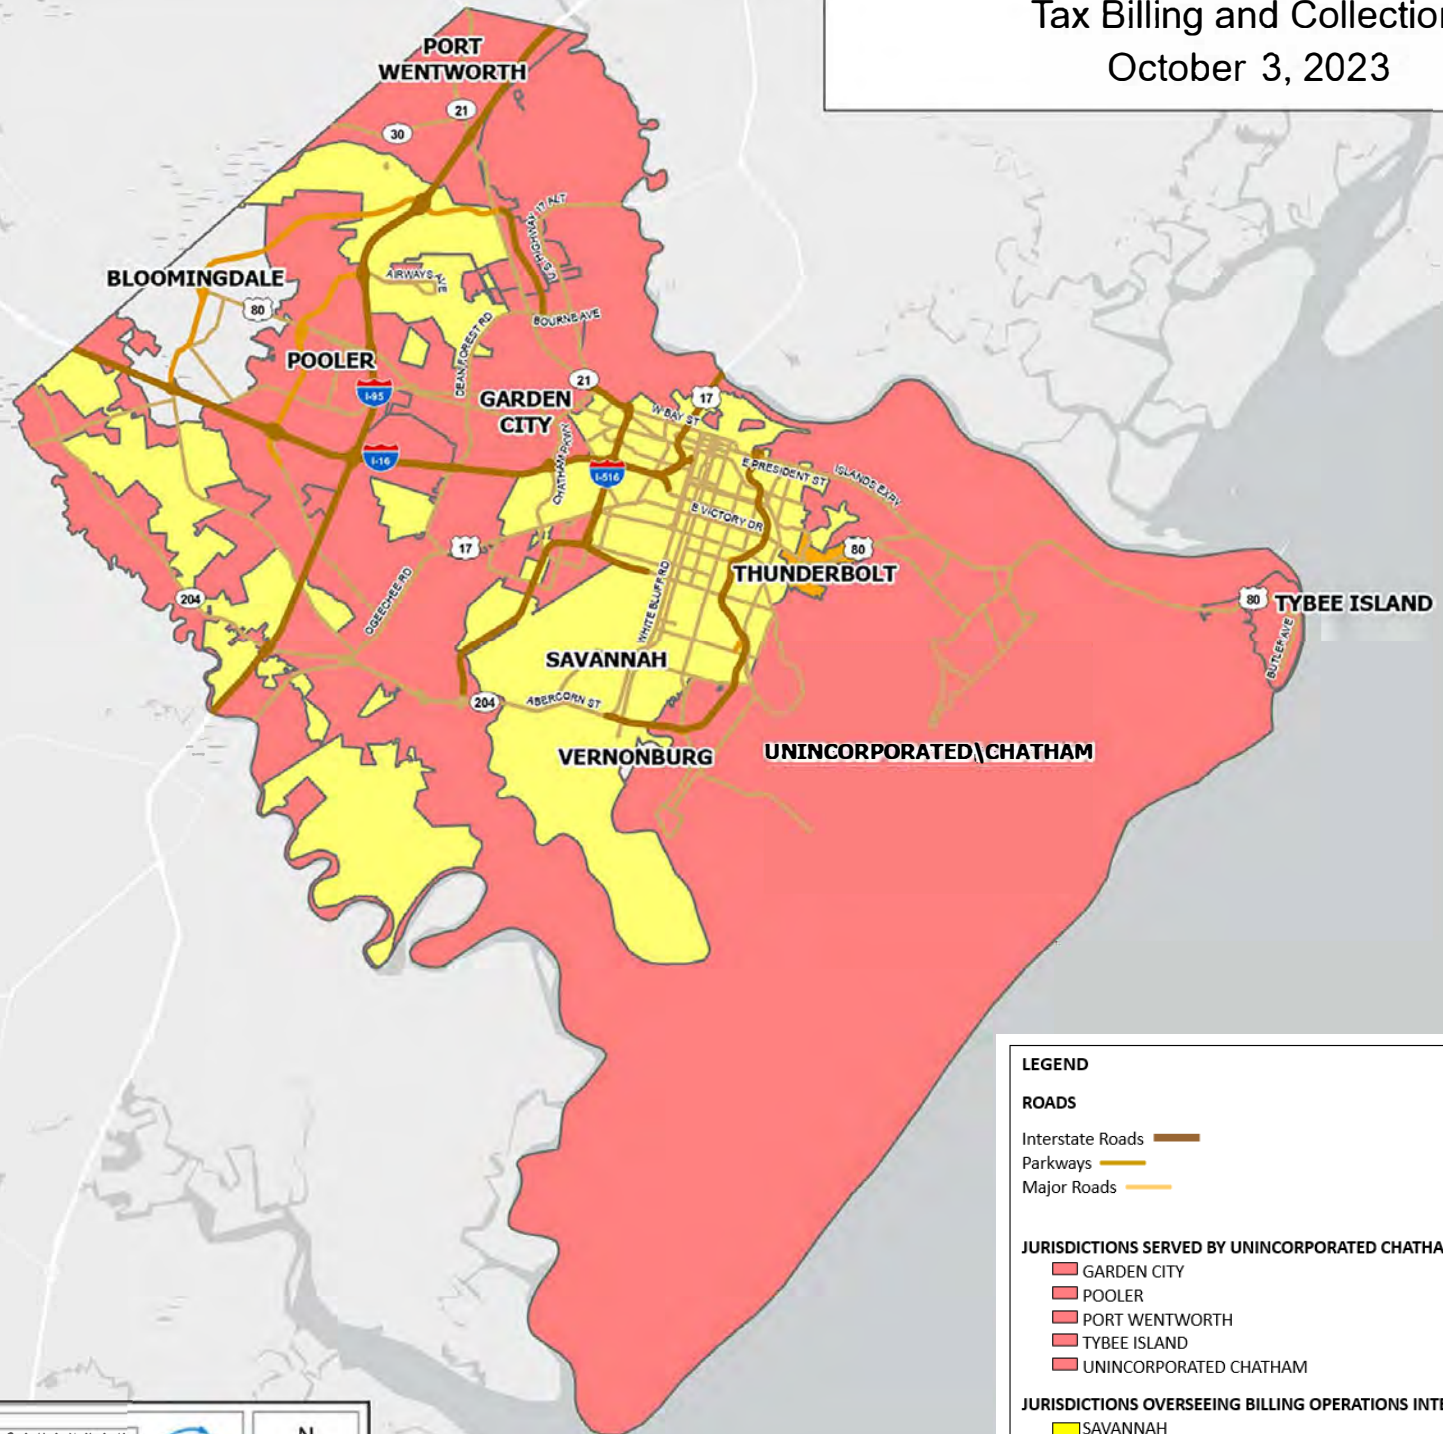 Tax Billing and Collection
October 3, 2023
PORT
WENTWORTH
21
30
U.S. HIGHWAY 17 ALT
BLOOMINGDALE
AIRWAYS AVE
80
BOURNE AVE
DEAN FOREST RD
POOLER
21
I-95
GARDEN
CITY
17
W BAY ST
I-16
CHATHAM PKWY
I-516
E PRESIDENT ST
ISLANDS EXPY
E VICTORY DR
17
80
THUNDERBOLT
OGEECHEE RD
WHITE BLUFF RD
204
80
TYBEE ISLAND
BUTLER AVE
SAVANNAH
204
ABERCORN ST
VERNONBURG
UNINCORPORATED\CHATHAM
LEGEND
ROADS
Interstate Roads
Parkways
Major Roads
JURISDICTIONS SERVED BY UNINCORPORATED CHATHA
GARDEN CITY
POOLER
PORT WENTWORTH
TYBEE ISLAND
UNINCORPORATED CHATHAM
JURISDICTIONS OVERSEEING BILLING OPERATIONS INTE
SAVANNAH
N